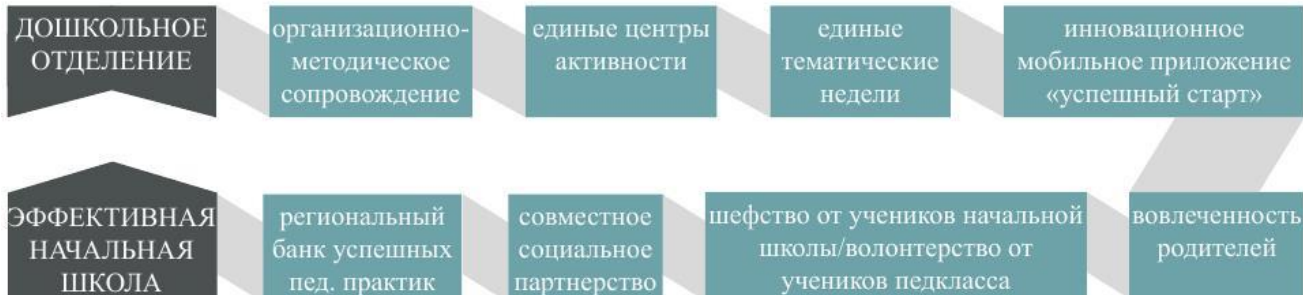 ДОШКОЛЬНОЕ
ОТДЕЛЕНИЕ
организационно-
методическое
сопровождение
единые центры
активности
единые
тематические
недели
инновационное
мобильное приложение
«успешный старт»
ЭФФЕКТИВНАЯ
НАЧАЛЬНАЯ
ШКОЛА
региональный
банк успешных
пед. практик
совместное
социальное
партнерство
шефство от учеников начальной
школы/волонтерство от
учеников педкласса
вовлеченность
родителей